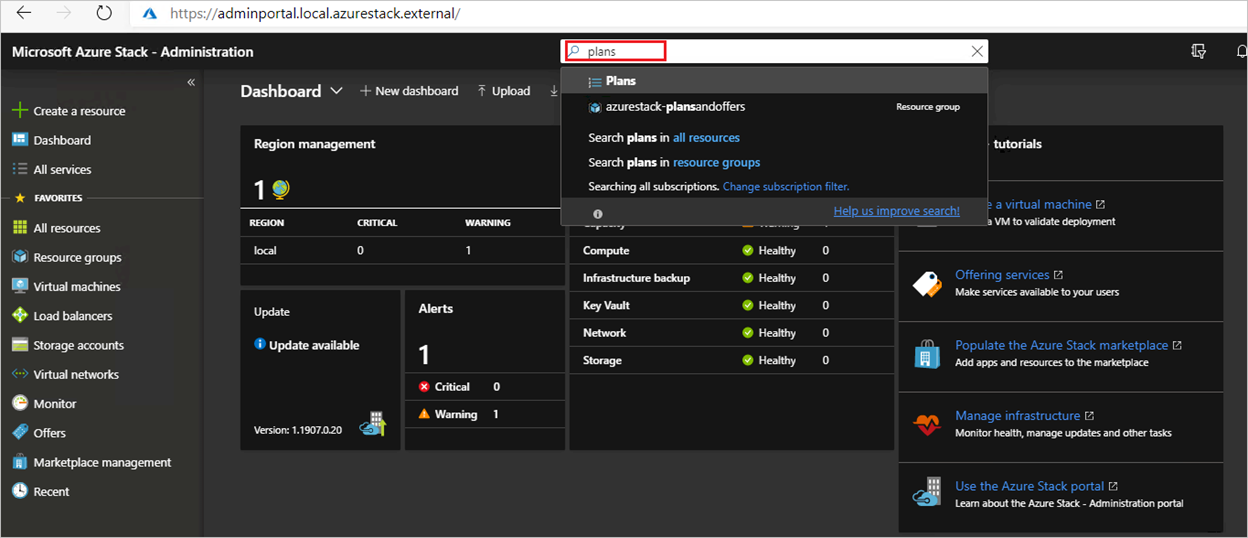 https://adminportal.local.azurestack.external/
Microsoft Azure Stack - Administration
plans
Plans
azurestack-plansandoffers Resource group
Search plans in all resources
Search plans in resource groups
Searching all subscriptions. Change subscription filter.
Help us improve search!
«
Create a resource
Dashboard
All services
FAVORITES
All resources
Resource groups
Virtual machines
Load balancers
Storage accounts
Virtual networks
Monitor
Offers
Marketplace management
Recent
Dashboard
New dashboard
Upload
Region management
1
REGION CRITICAL WARNING
local 0 1
Update
Update available
Version: 1.1907.0.20
Alerts
1
Critical 0
Warning 1
Compute Healthy 0
Infrastructure backup Healthy 0
Key Vault Healthy 0
Network Healthy 0
Storage Healthy 0
tutorials
a virtual machine
a VM to validate deployment
Offering services
Make services available to your users
Populate the Azure Stack marketplace
Add apps and resources to the marketplace
Manage infrastructure
Monitor health, manage updates and other tasks
Use the Azure Stack portal
Learn about the Azure Stack - Administration portal